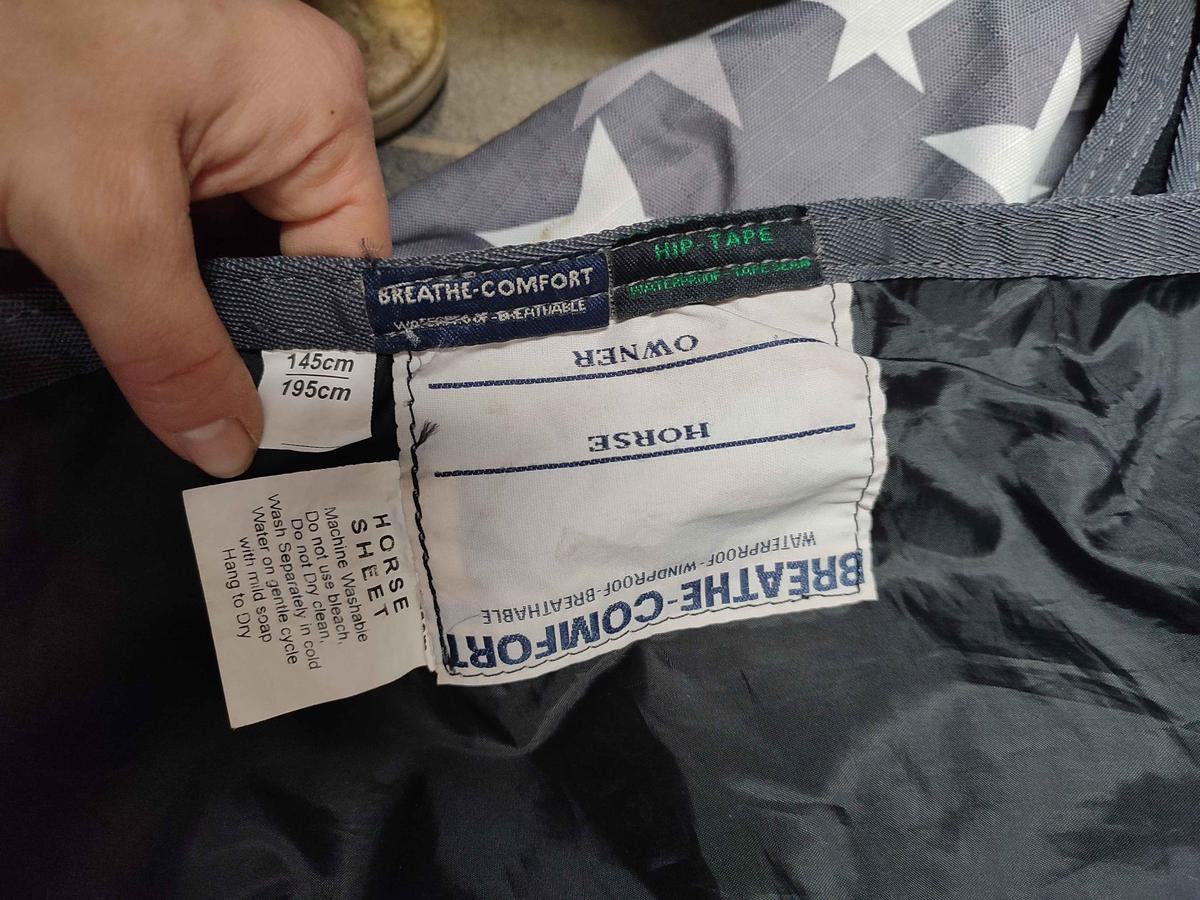 BREATHE-COMFORT
WATERPROOF-BREATHABLE
HIP-TAPE
WATERPROOF-TAPE SEAM
145cm
195cm
BREATHE-COMFORT
WATERPROOF-WINDPROOF-BREATHABLE
HORSE
OWNER
HORSE
SHEET
Machine Washable
Do not use bleach,
Do not Dry clean,
Wash Separately in cold
Water on gentle cycle
with mild soap
Hang to Dry